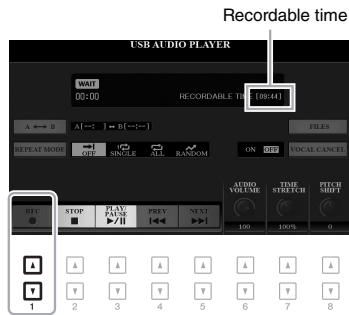 Recordable time
USB AUDIO PLAYER
WAIT
00:00
RECORDABLE TIME [09:44]
A ⟷ B
A[--: ] ↔ B[--:--]
FILES
REPEAT MODE
OFF SINGLE ALL RANDOM
ON OFF
VOCAL CANCEL
AUDIO VOLUME
TIME STRETCH
PITCH SHIFT
REC
STOP
PLAY/ PAUSE
PREV
NEXT
100 100% 0
1 2 3 4 5 6 7 8